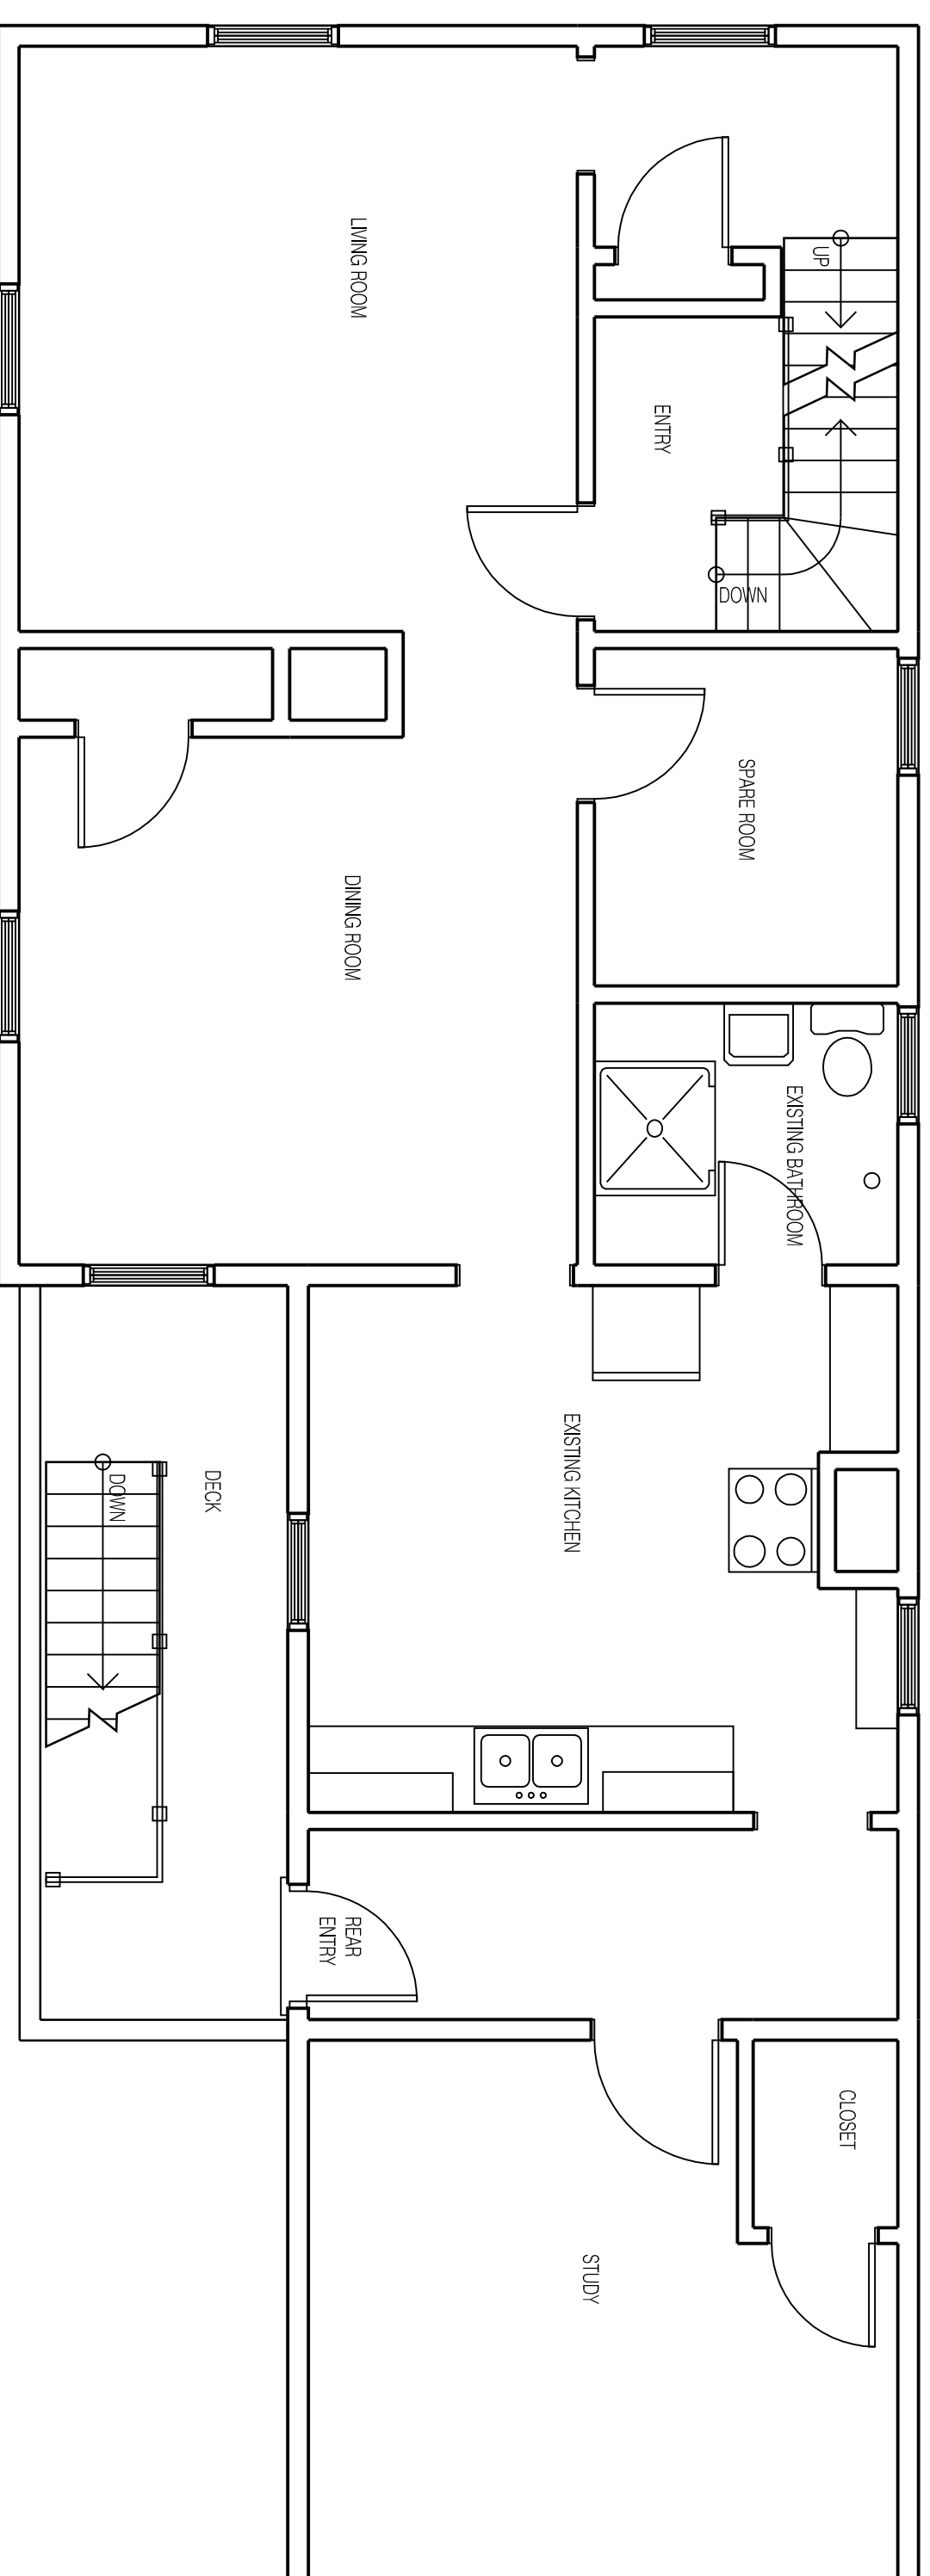 LIVING ROOM
UP
ENTRY
DOWN
SPARE ROOM
DINING ROOM
EXISTING BATHROOM
EXISTING KITCHEN
DECK
DOWN
REAR
ENTRY
CLOSET
STUDY